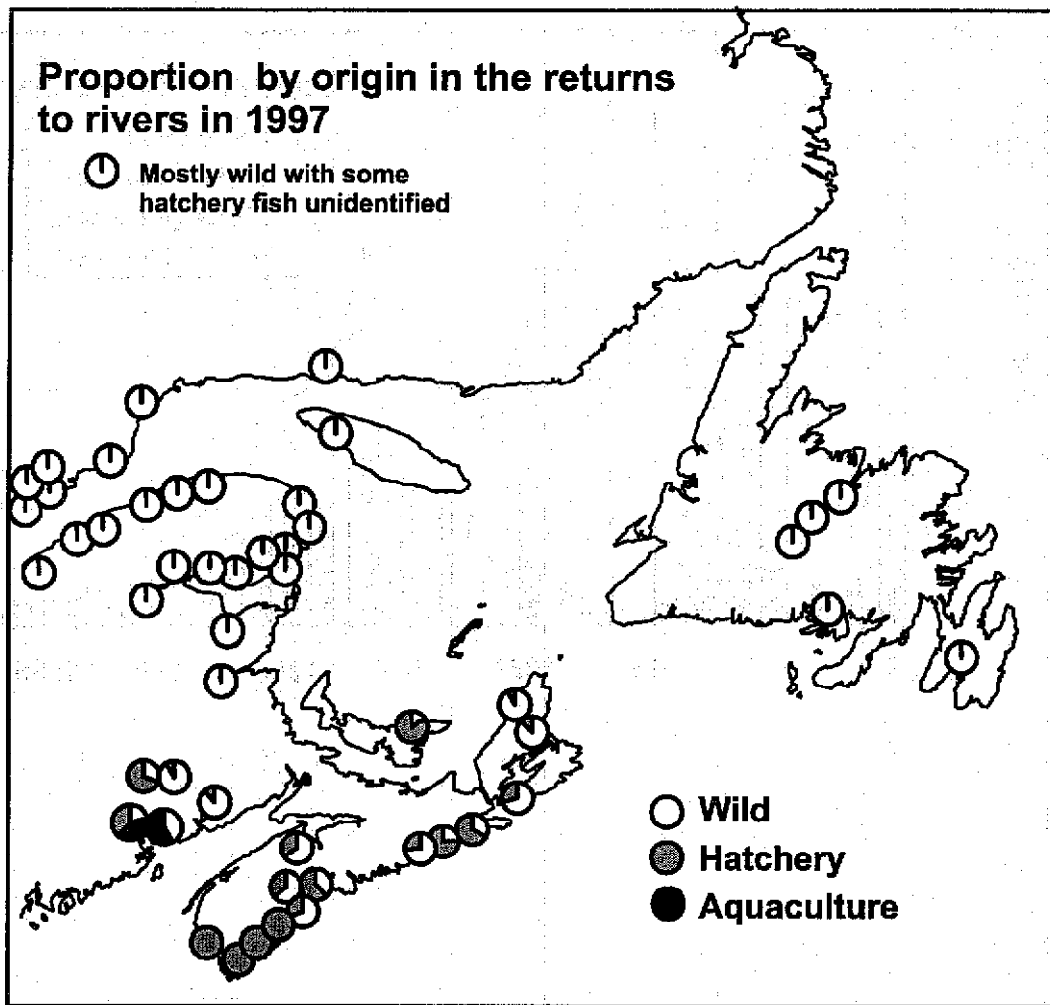 Proportion by origin in the returns
to rivers in 1997
Mostly wild with some
hatchery fish unidentified
Wild
Hatchery
Aquaculture